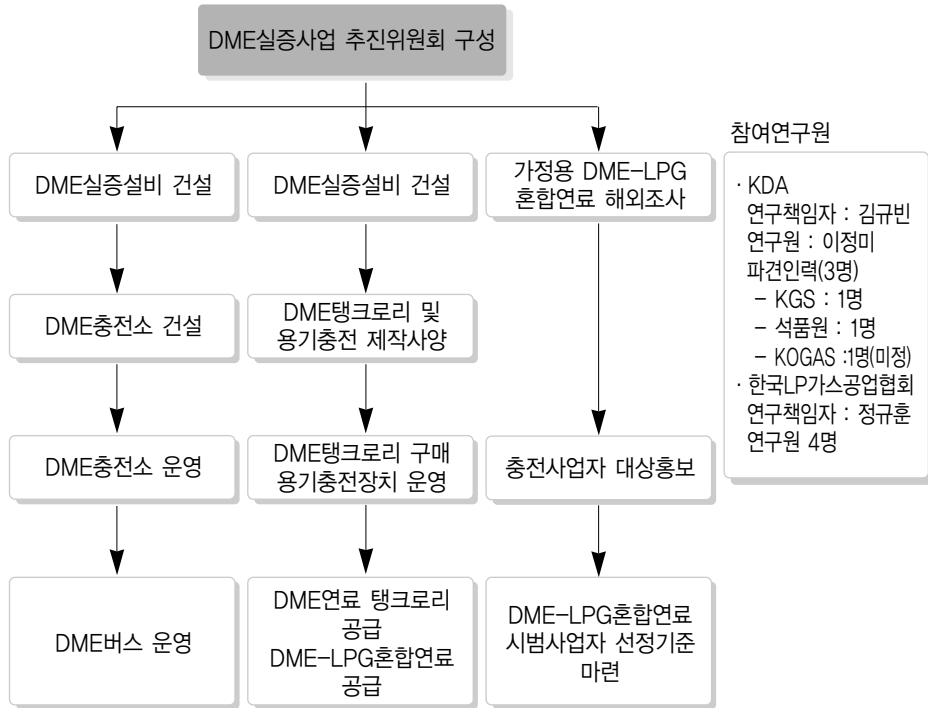 DME실증사업 추진위원회 구성
DME실증설비 건설
DME충전소 건설
DME충전소 운영
DME버스 운영
DME실증설비 건설
DME탱크로리 및
용기충전 제작사양
DME탱크로리 구매
용기충전장치 운영
DME연료 탱크로리
공급
DME-LPG혼합연료
공급
가정용 DME-LPG
혼합연료 해외조사
충전사업자 대상홍보
DME-LPG혼합연료
시범사업자 선정기준
마련
참여연구원
· KDA
연구책임자 : 김규빈
연구원 : 이정미
파견인력(3명)
- KGS : 1명
- 석품원 : 1명
- KOGAS :1명(미정)
· 한국LP가스공업협회
연구책임자 : 정규훈
연구원 4명